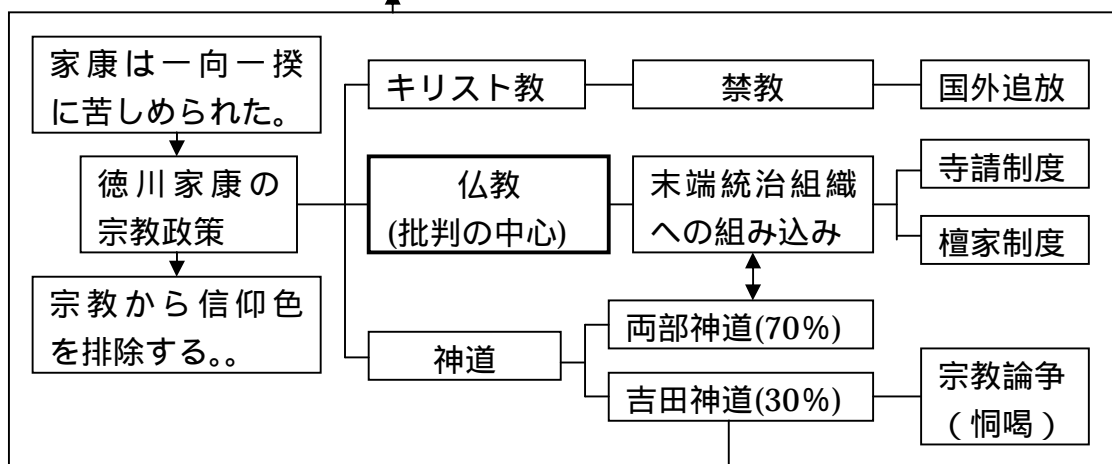 家康は一向一揆
に苦しめられた。
徳川家康の
宗教政策
宗教から信仰色
を排除する。。
キリスト教
禁教
国外追放
仏教
(批判の中心)
末端統治組織
への組み込み
寺請制度
檀家制度
神道
両部神道(70%)
吉田神道(30%)
宗教論争
(恫喝)